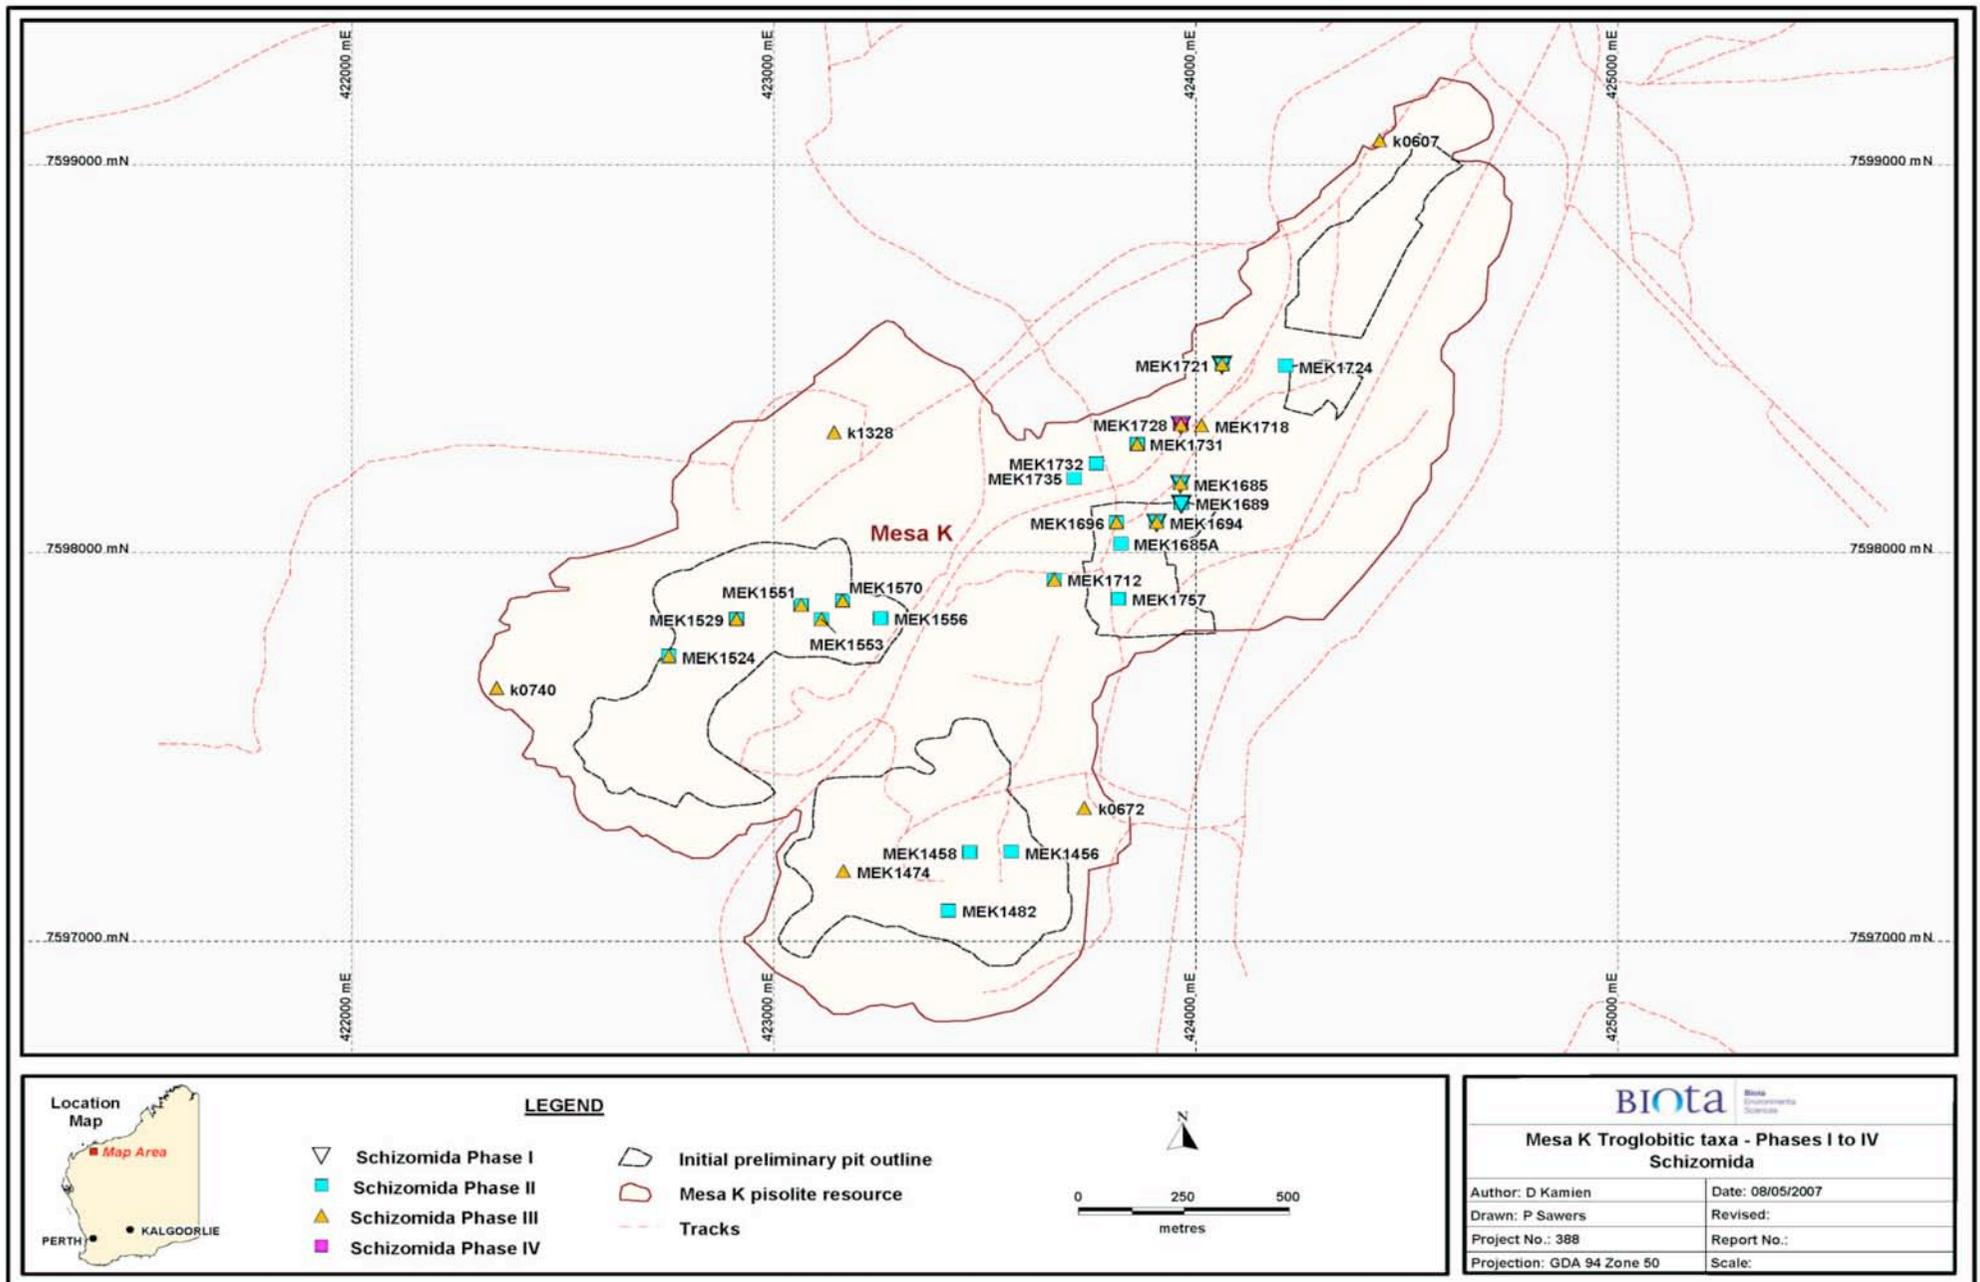 422000 mE
423000 mE
424000 mE
425000 mE
k0607
7599000 mN
7599000 mN
MEK1721
MEK1724
MEK1728
MEK1718
k1328
MEK1731
MEK1732
MEK1735
MEK1685
MEK1689
MEK1696
MEK1694
Mesa K
MEK1685A
7598000 mN
7598000 mN
MEK1712
MEK1570
MEK1551
MEK1757
MEK1529
MEK1556
MEK1553
MEK1524
k0740
k0672
MEK1458
MEK1456
MEK1474
MEK1482
7597000 mN
7597000 mN
422000 mE
423000 mE
424000 mE
425000 mE
Location
Map
Map Area
KALGOORLIE
PERTH
LEGEND
Schizomida Phase I
Schizomida Phase II
Schizomida Phase III
Schizomida Phase IV
Initial preliminary pit outline
Mesa K pisolite resource
Tracks
N
0 250 500
metres
BIOta
Biota
Environmental
Sciences
Mesa K Troglobitic taxa - Phases I to IV
Schizomida
Author: D Kamien
Date: 08/05/2007
Drawn: P Sawers
Revised:
Project No.: 388
Report No.:
Projection: GDA 94 Zone 50
Scale: